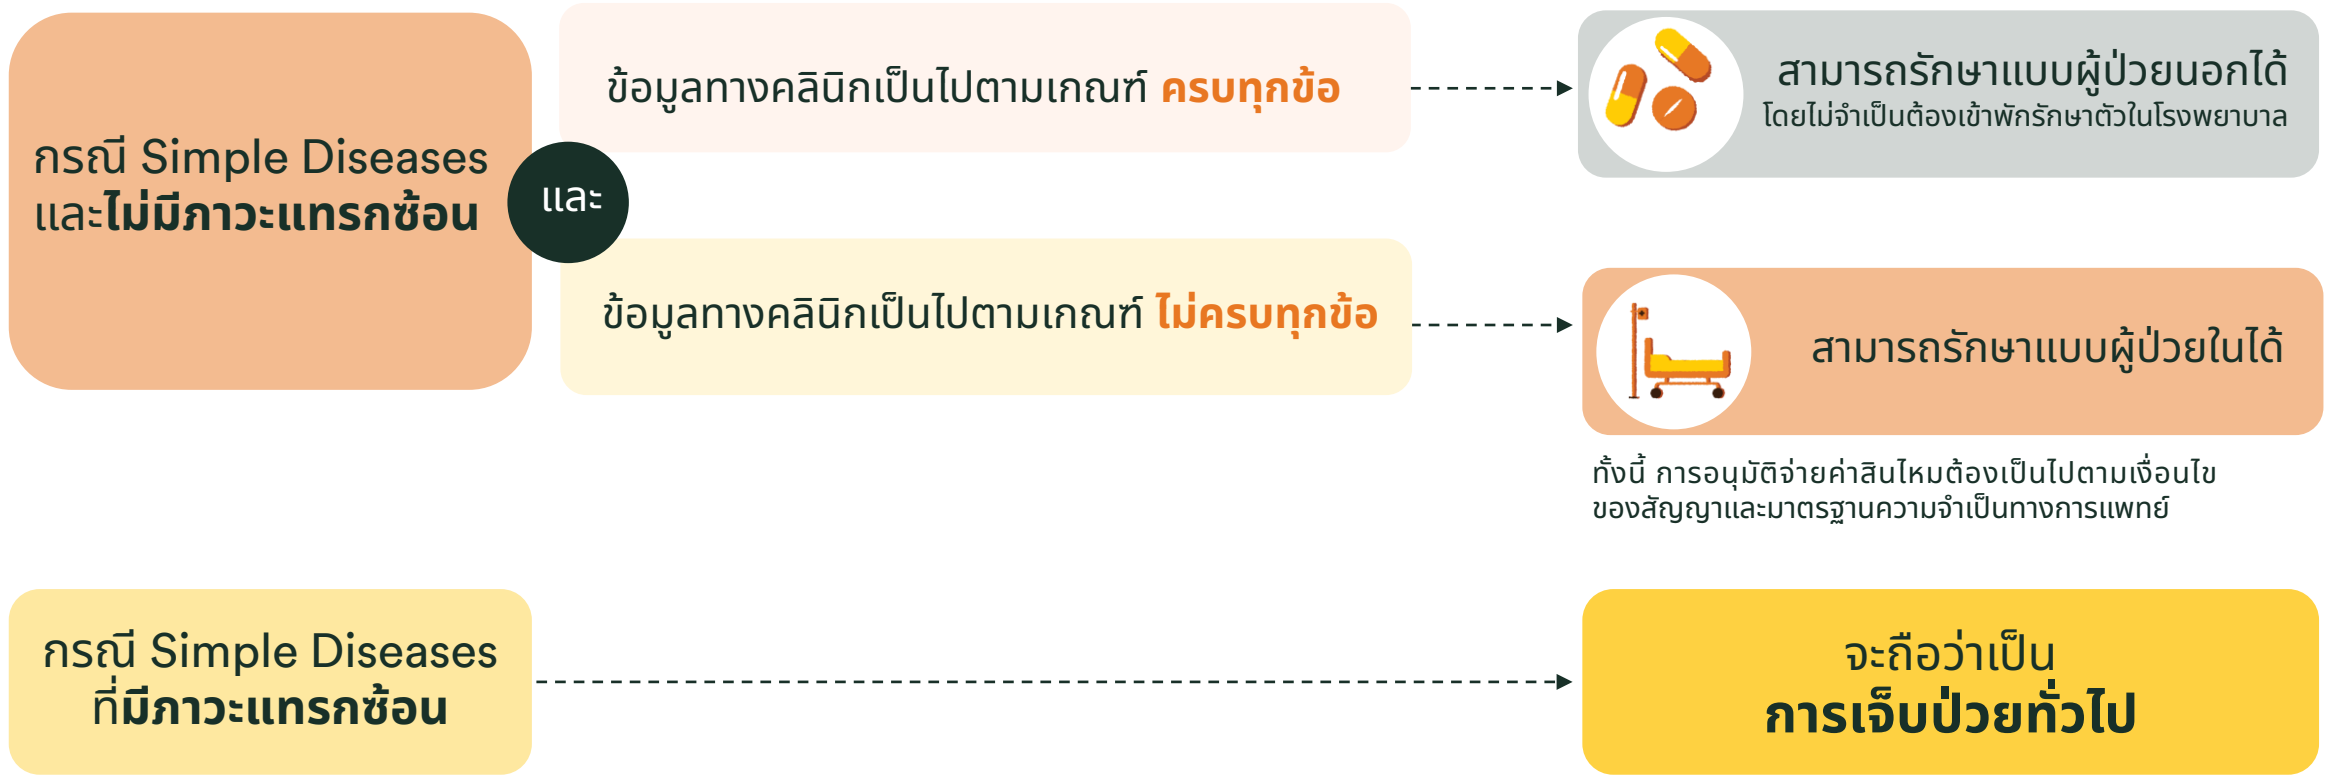 กรณี Simple Diseases
และไม่มีภาวะแทรกซ้อน
และ
ข้อมูลทางคลินิกเป็นไปตามเกณฑ์ ครบทุกข้อ
สามารถรักษาแบบผู้ป่วยนอกได้
โดยไม่จำเป็นต้องเข้าพักรักษาตัวในโรงพยาบาล
ข้อมูลทางคลินิกเป็นไปตามเกณฑ์ ไม่ครบทุกข้อ
สามารถรักษาแบบผู้ป่วยในได้
ทั้งนี้ การอนุมัติจ่ายค่าสินไหมต้องเป็นไปตามเงื่อนไข
ของสัญญาและมาตรฐานความจำเป็นทางการแพทย์
กรณี Simple Diseases
ที่มีภาวะแทรกซ้อน
จะถือว่าเป็น
การเจ็บป่วยทั่วไป